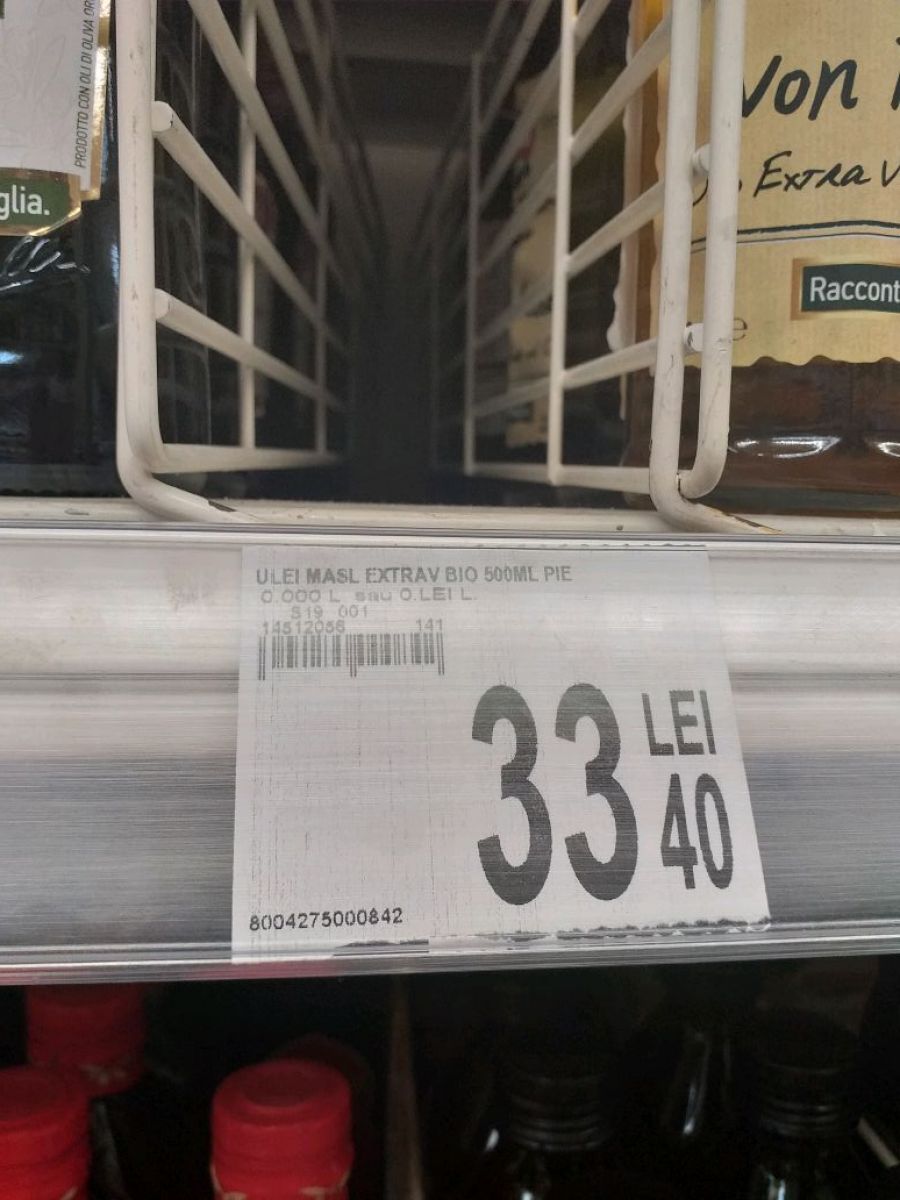 PRODOTTO CON OLI DI OLIVA OR
glia.
von
Extra V
Raccont
e
ULEI MASL EXTRAV BIO 500ML PIE
0.000 L sau 0.LEI L.
S19 001
14512056 141
33 LEI 40
8004275000842